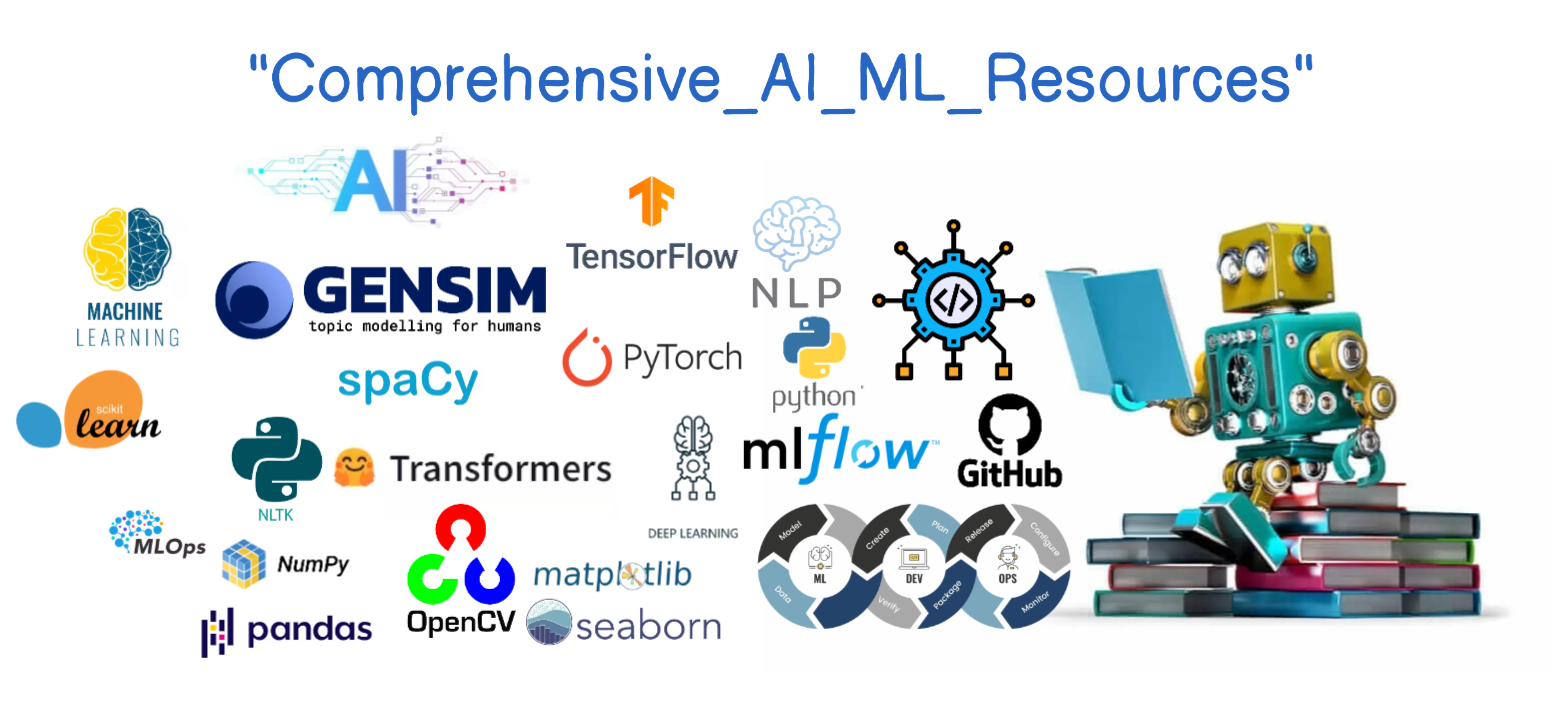 "Comprehensive_AI_ML_Resources"
AI
TensorFlow
NLP
MACHINE
LEARNING
GENSIM
topic modelling for humans
</>
PyTorch
python
spaCy
scikit
learn
NLTK
Transformers
DEEP LEARNING
mlflow™
GitHub
MLOps
NumPy
OpenCV
matplotlib
pandas
seaborn
Model
Data
ML
Create
Plan
Verify
Package
DEV
Release
Configure
Monitor
OPS